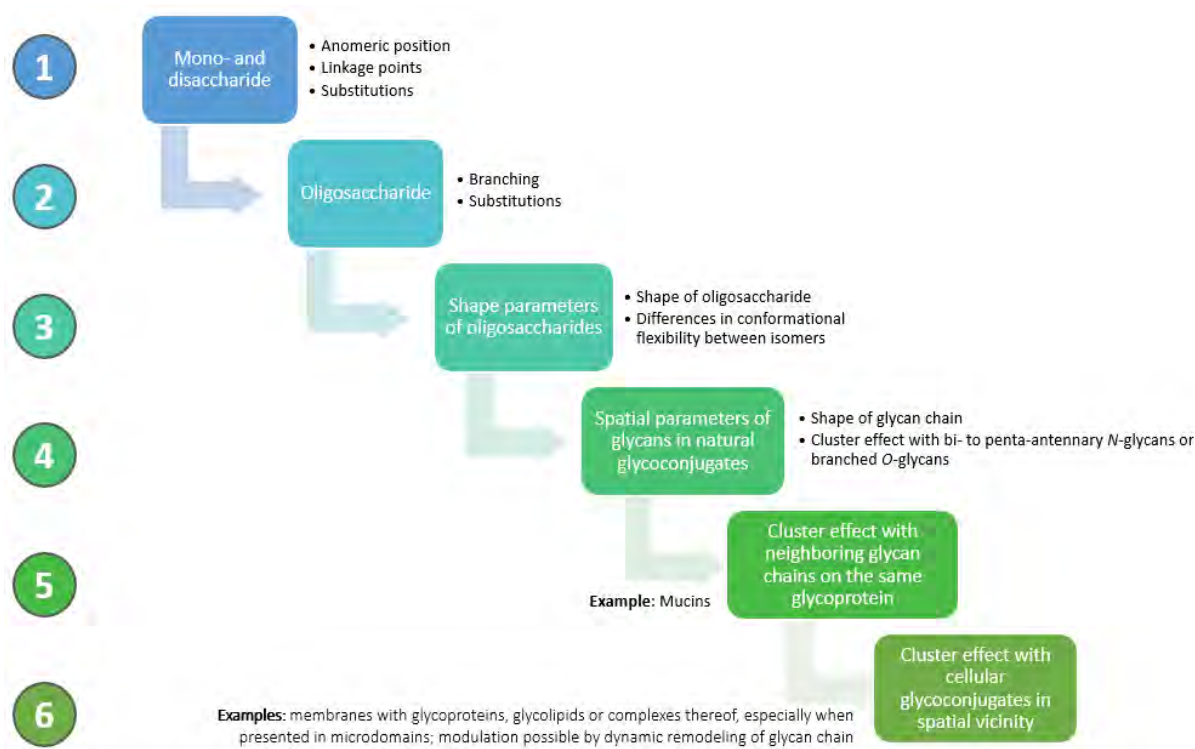 1
Mono- and
disaccharide
• Anomeric position
• Linkage points
• Substitutions
2
Oligosaccharide
• Branching
• Substitutions
3
Shape parameters
of oligosaccharides
• Shape of oligosaccharide
• Differences in conformational
flexibility between isomers
4
Spatial parameters of
glycans in natural
glycoconjugates
• Shape of glycan chain
• Cluster effect with bi- to penta-antennary N-glycans or
branched O-glycans
5
Cluster effect with
neighboring glycan
chains on the same
glycoprotein
Example: Mucins
6
Cluster effect with
cellular
glycoconjugates in
spatial vicinity
Examples: membranes with glycoproteins, glycolipids or complexes thereof, especially when
presented in microdomains; modulation possible by dynamic remodeling of glycan chain